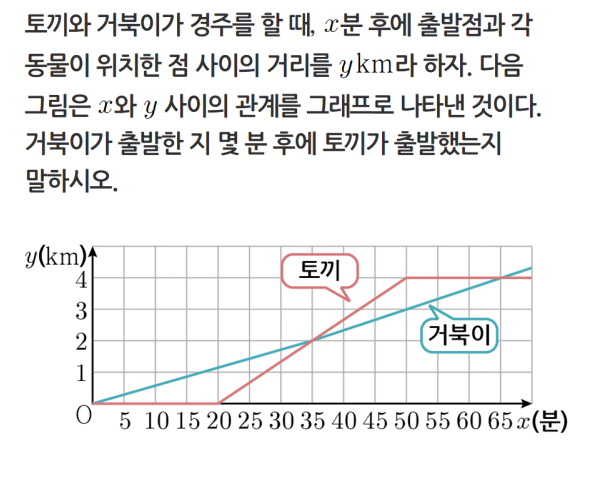 토끼와 거북이가 경주를 할 때, x분 후에 출발점과 각
동물이 위치한 점 사이의 거리를 y km라 하자. 다음
그림은 x와 y 사이의 관계를 그래프로 나타낸 것이다.
거북이가 출발한 지 몇 분 후에 토끼가 출발했는지
말하시오.
y(km)
토끼
4
3
거북이
2
1
O
5 10 15 20 25 30 35 40 45 50 55 60 65 x(분)